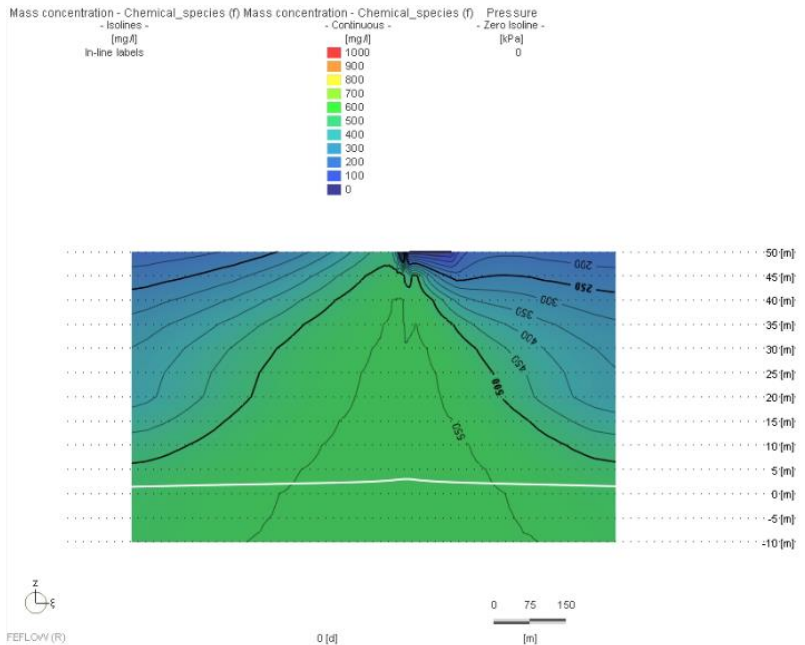 Mass concentration - Chemical_species (f) Mass concentration - Chemical_species (f) Pressure
- Isolines - - Continuous - - Zero Isoline -
[mg/l] [mg/l] [kPa]
In-line labels 1000 0
900
800
700
600
500
400
300
200
100
0
50 [m]
200
45 [m]
250
300
40 [m]
350
35 [m]
400
30 [m]
450
25 [m]
500
20 [m]
15 [m]
550
10 [m]
5 [m]
0 [m]
-5 [m]
-10 [m]
z
ξ
0 75 150
FEFLOW (R) 0 [d] [m]